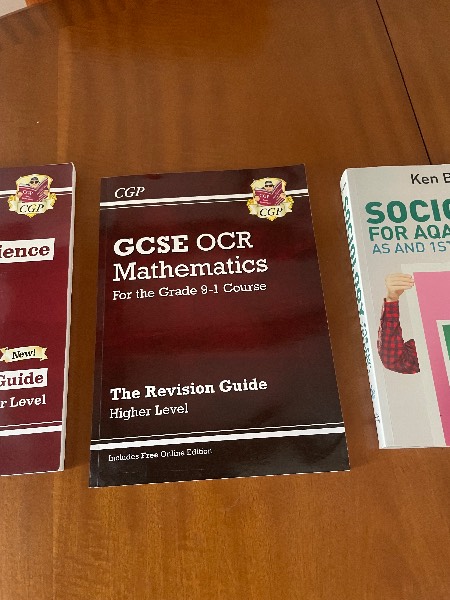 CGP
ience
New!
Guide
r Level
CGP
CGP
GCSE OCR
Mathematics
For the Grade 9-1 Course
The Revision Guide
Higher Level
Includes Free Online Edition
Ken B
SOCIO
FOR AQA
AS AND 1ST